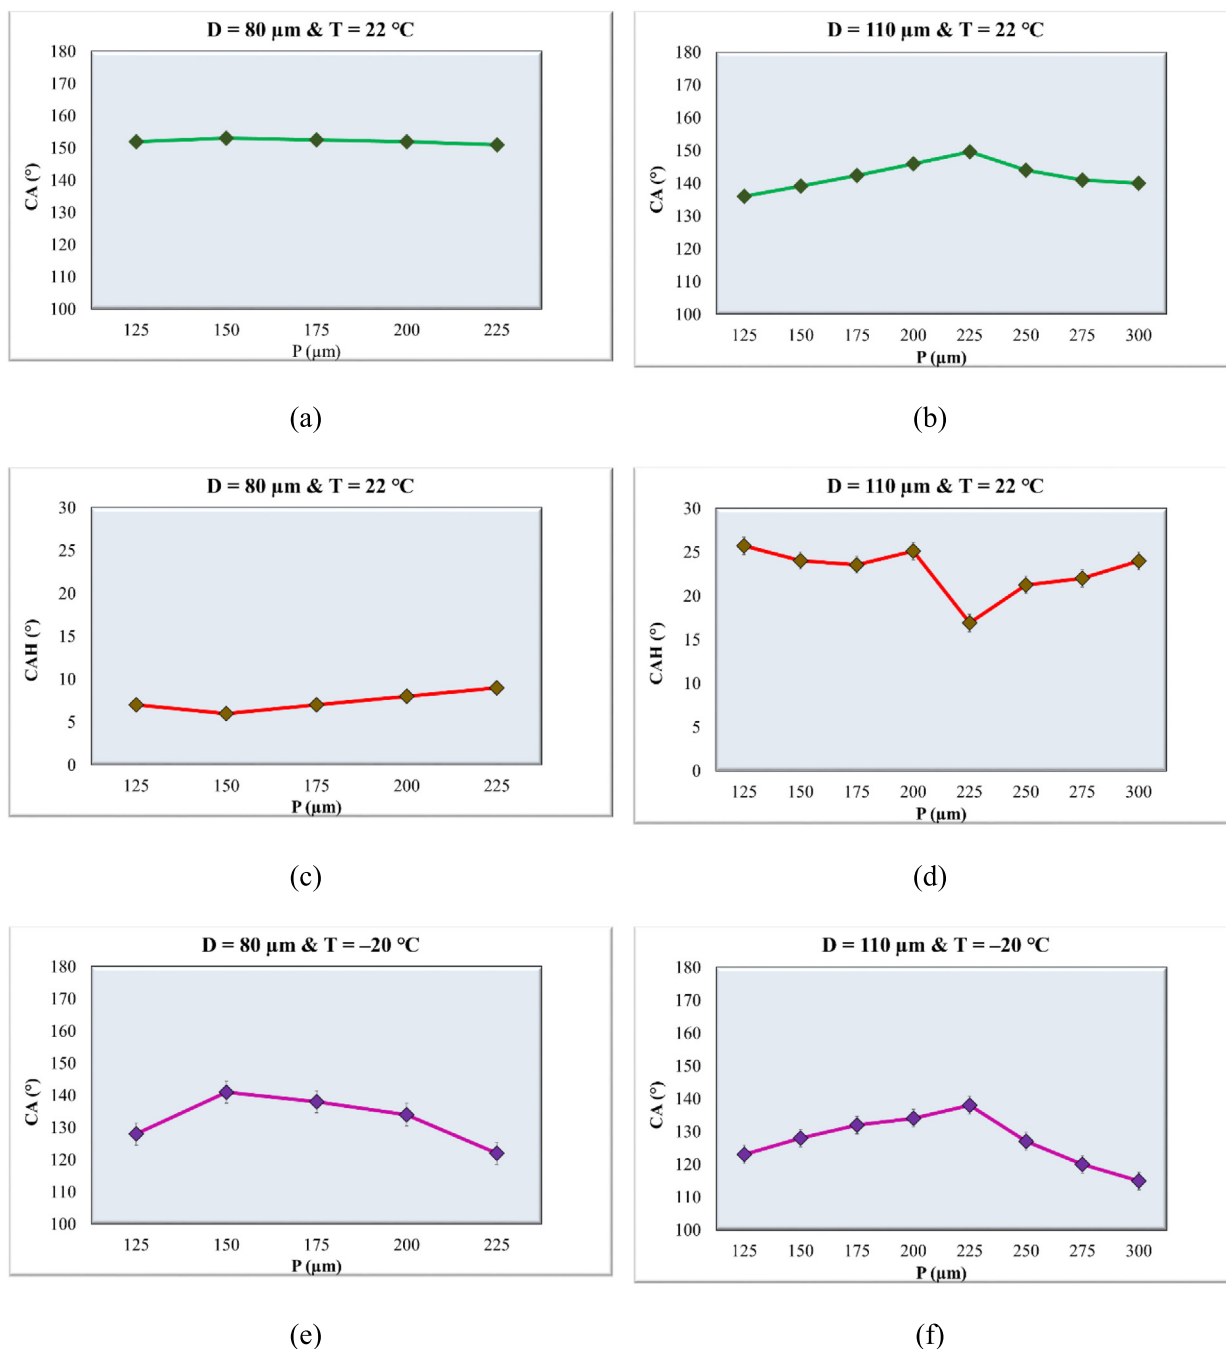 D = 80 µm & T = 22 °C
180
170
160
150
140
130
120
110
100
CA (°)
125 150 175 200 225
P (µm)
(a)
D = 110 µm & T = 22 °C
180
170
160
150
140
130
120
110
100
CA (°)
125 150 175 200 225 250 275 300
P (µm)
(b)
D = 80 µm & T = 22 °C
30
25
20
15
10
5
0
CAH (°)
125 150 175 200 225
P (µm)
(c)
D = 110 µm & T = 22 °C
30
25
20
15
10
5
0
CAH (°)
125 150 175 200 225 250 275 300
P (µm)
(d)
D = 80 µm & T = –20 °C
180
170
160
150
140
130
120
110
100
CA (°)
125 150 175 200 225
P (µm)
(e)
D = 110 µm & T = –20 °C
180
170
160
150
140
130
120
110
100
CA (°)
125 150 175 200 225 250 275 300
P (µm)
(f)